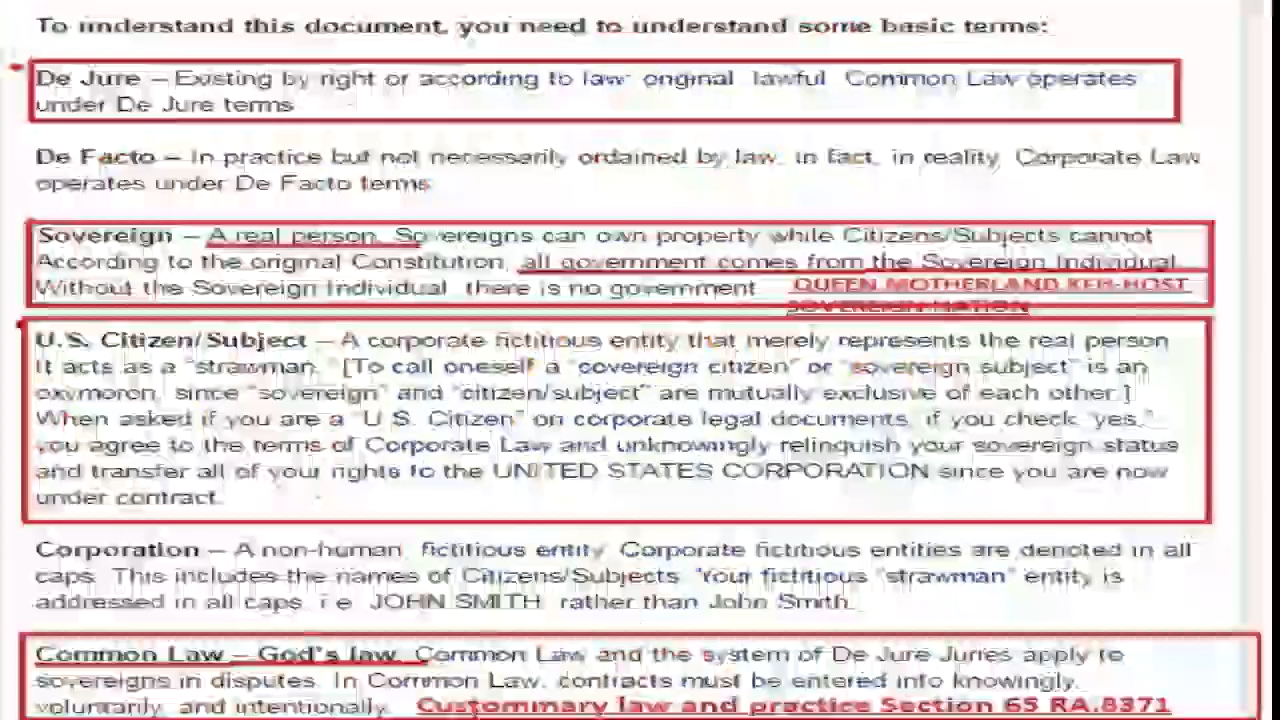 To understand this document, you need to understand some basic terms:
De Jure – Existing by right or according to law original lawful Common Law operates
under De Jure terms
De Facto – In practice but not necessarily ordained by law. in fact, in reality. Corporate Law
operates under De Facto terms
Sovereign – A real person. Sovereigns can own property while Citizens/Subjects cannot
According to the original Constitution, all government comes from the Sovereign Individual.
Without the Sovereign Individual there is no government QUEEN MOTHERLAND
SOVEREIGN NATION
U.S. Citizen/Subject – A corporate fictitious entity that merely represents the real person
It acts as a "strawman." [To call oneself a "sovereign citizen" or "sovereign subject" is an
oxymoron, since "sovereign" and "citizen/subject" are mutually exclusive of each other.]
When asked if you are a "U S. Citizen" on corporate legal documents, if you check "yes,"
you agree to the terms of Corporate Law and unknowingly relinquish your sovereign status
and transfer all of your rights to the UNITED STATES CORPORATION since you are now
under contract.
Corporation – A non-human, fictitious entity Corporate fictitious entities are denoted in all
caps. This includes the names of Citizens/Subjects. Your fictitious "strawman" entity is
addressed in all caps, i e JOHN SMITH rather than John Smith.
Common Law – God's law. Common Law and the system of De Jure Juries apply to
sovereigns in disputes. In Common Law, contracts must be entered into knowingly,
voluntarily, and intentionally. Customminary law and practice Section 65 RA.8371